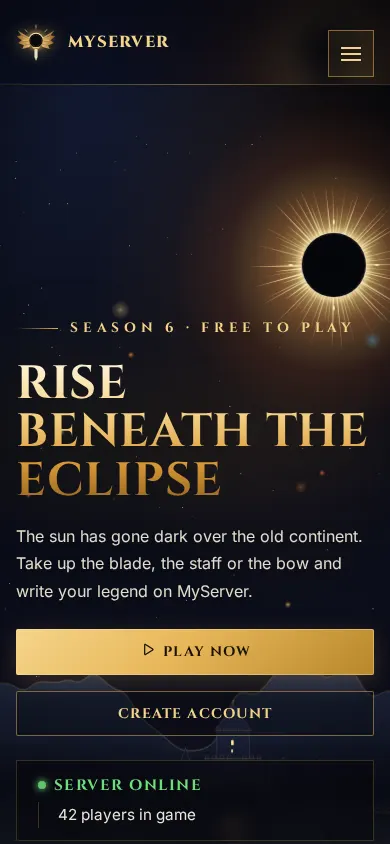 MYSERVER
SEASON 6 · FREE TO PLAY
RISE
BENEATH THE
ECLIPSE
The sun has gone dark over the old continent.
Take up the blade, the staff or the bow and
write your legend on MyServer.
PLAY NOW
CREATE ACCOUNT
SERVER ONLINE
42 players in game